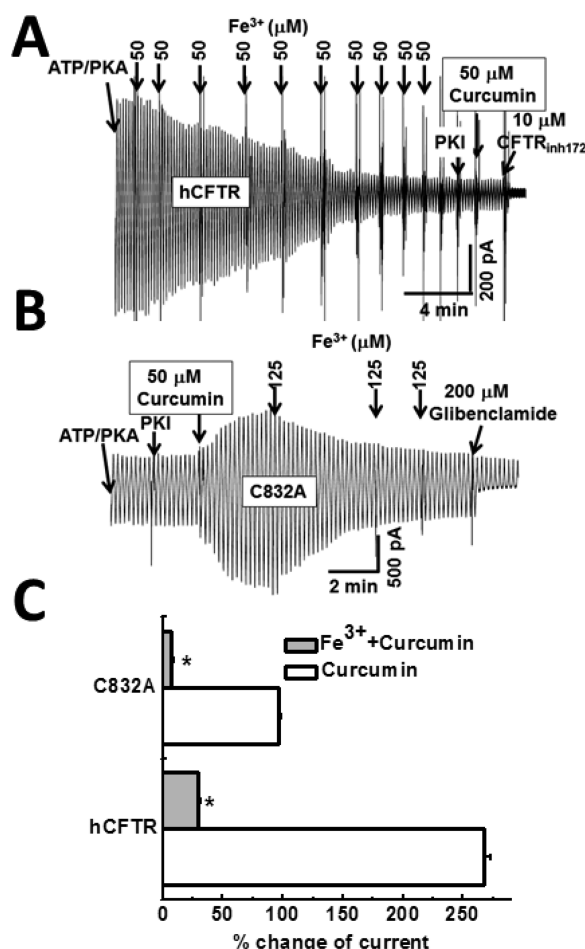 A
Fe³⁺ (μM)
50 50 50 50 50 50 50 50 50 50
ATP/PKA
50 μM
Curcumin
10 μM
PKI
CFTRinh172
hCFTR
200 pA
4 min
B
Fe³⁺(μM)
50 μM
Curcumin
125 125 125
200 μM
Glibenclamide
PKI
ATP/PKA
C832A
500 pA
2 min
C
Fe³⁺+Curcumin
Curcumin
C832A
*
hCFTR
*
0 50 100 150 200 250
% change of current